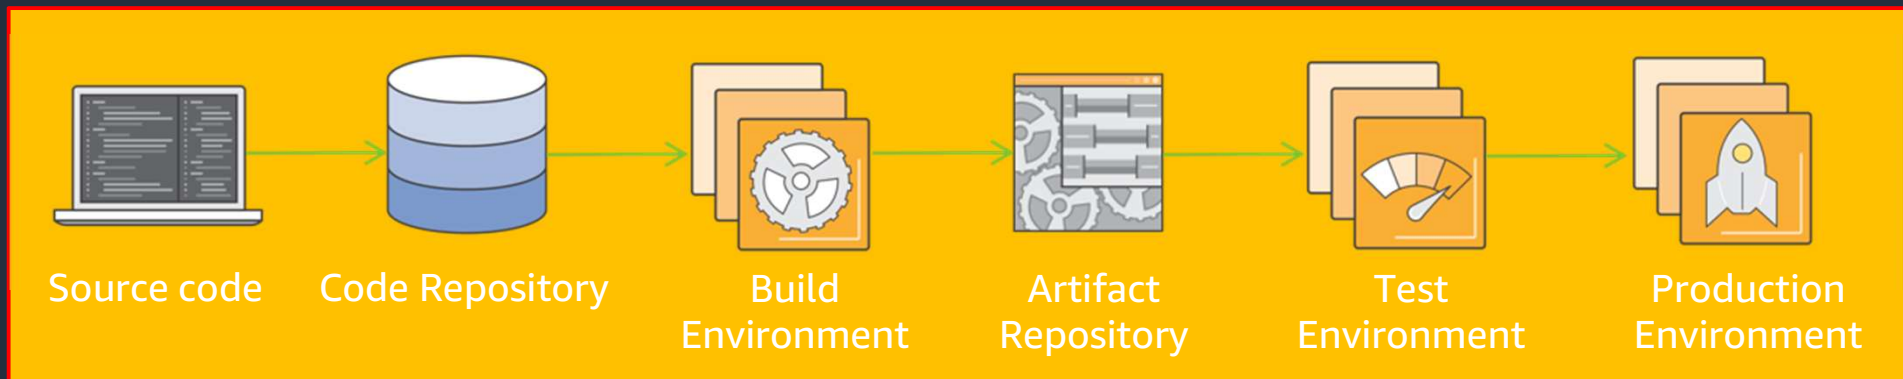 Source code
Code Repository
Build
Environment
Artifact
Repository
Test
Environment
Production
Environment